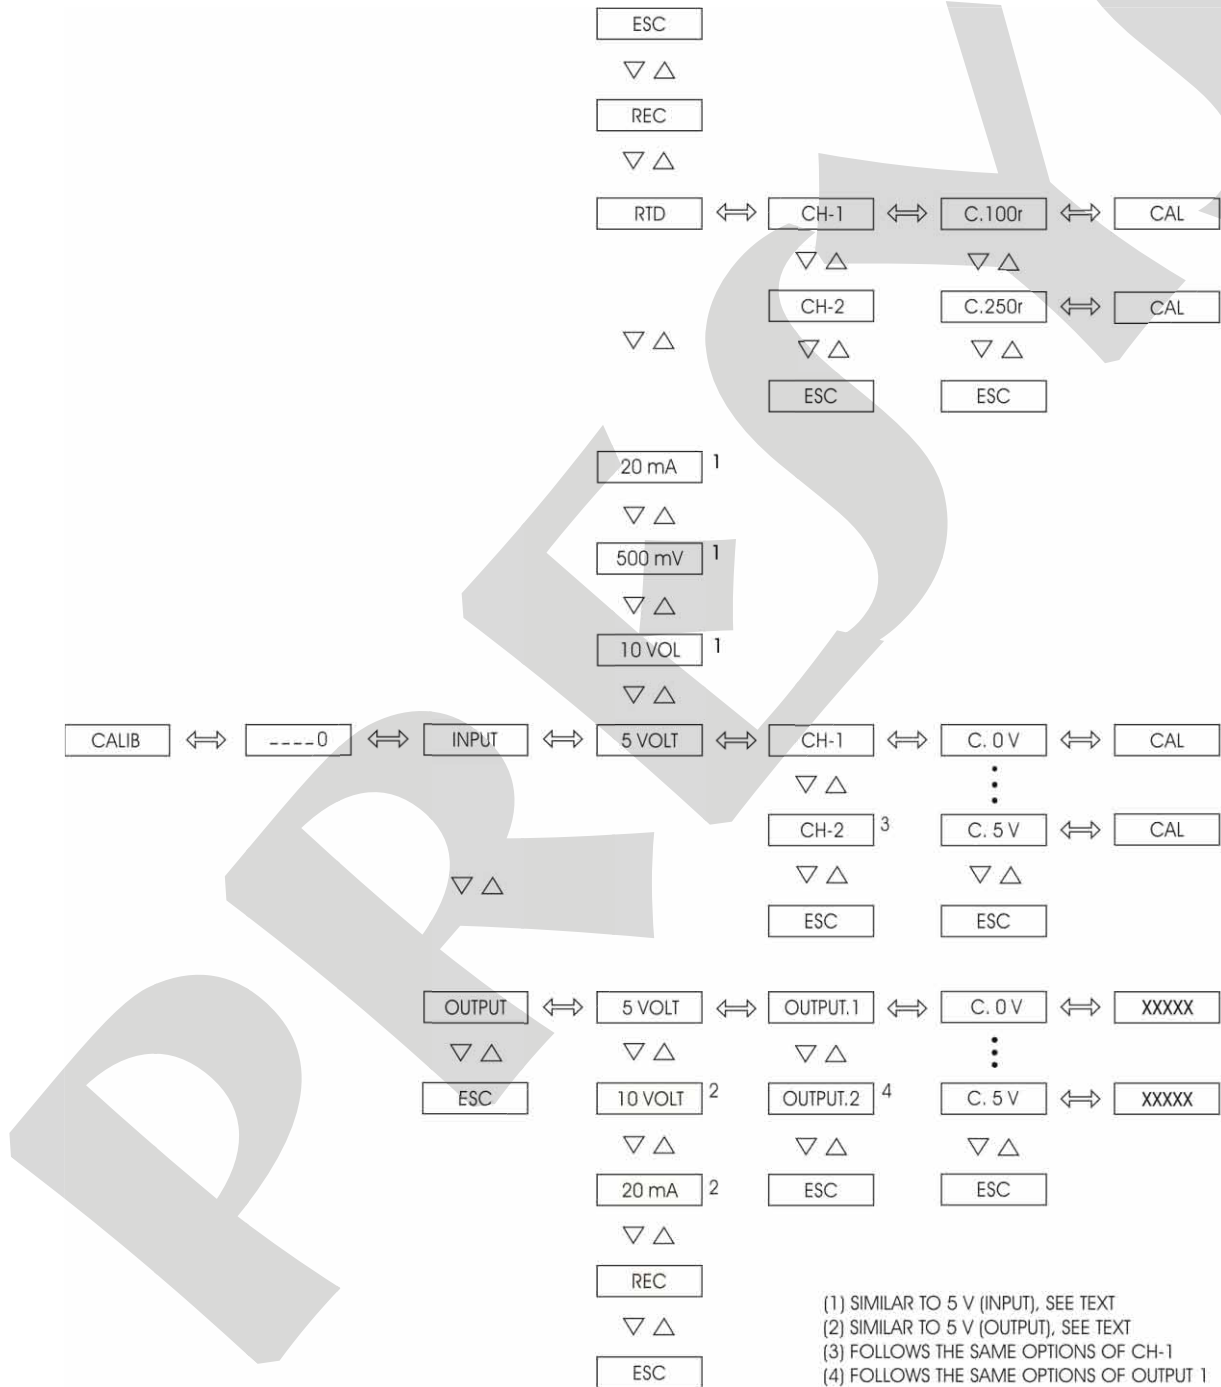 ESC
REC
RTD CH-1 C.100r CAL
CH-2 C.250r CAL
ESC ESC
20 mA 1
500 mV 1
10 VOL 1
CALIB ----0 INPUT 5 VOLT CH-1 C. 0 V CAL
CH-2 3 C. 5 V CAL
ESC ESC
OUTPUT 5 VOLT OUTPUT.1 C. 0 V XXXXX
ESC 10 VOLT 2 OUTPUT.2 4 C. 5 V XXXXX
20 mA 2 ESC ESC
REC
ESC
(1) SIMILAR TO 5 V (INPUT), SEE TEXT
(2) SIMILAR TO 5 V (OUTPUT), SEE TEXT
(3) FOLLOWS THE SAME OPTIONS OF CH-1
(4) FOLLOWS THE SAME OPTIONS OF OUTPUT 1
PRESY